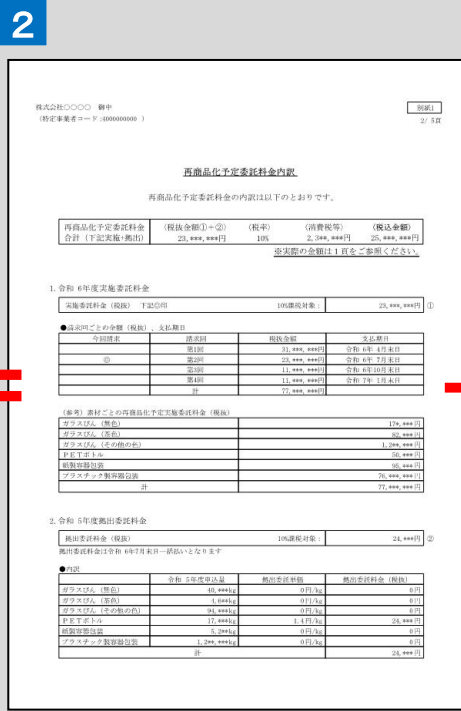 2
株式会社○○○○ 御中
別紙1
(特定事業者コード:4000000000 )
2/ 5頁
再商品化予定委託料金内訳
再商品化予定委託料金の内訳は以下のとおりです。
再商品化予定委託料金 (税抜金額①+②) (税率) (消費税等) (税込金額)
合計 (下記実施+拠出) 23,***,***円 10% 2,3**,***円 25,***,***円
※実際の金額は1頁をご参照ください。
1.令和 6年度実施委託料金
実施委託料金 (税抜) 下記◎印 10%課税対象: 23,***,***円 ①
●請求回ごとの金額 (税抜) 、支払期日
今回請求 請求回 税抜金額 支払期日
第1回 31,***,***円 令和 6年 4月末日
◎ 第2回 23,***,***円 令和 6年 7月末日
第3回 11,***,***円 令和 6年10月末日
第4回 11,***,***円 令和 7年 1月末日
計 77,***,***円
(参考) 素材ごとの再商品化予定実施委託料金 (税抜)
ガラスびん (無色) 17*,***円
ガラスびん (茶色) 82,***円
ガラスびん (その他の色) 1,2**,***円
PETボトル 50,***円
紙製容器包装 95,***円
プラスチック製容器包装 76,***,***円
計 77,***,***円
2.令和 5年度拠出委託料金
拠出委託料金 (税抜) 10%課税対象: 24,***円 ②
拠出委託料金は令和 6年7月末日一括払いとなります
●内訳
令和 5年度申込量 拠出委託単価 拠出委託料金 (税抜)
ガラスびん (無色) 40,***kg 0円/kg 0円
ガラスびん (茶色) 4,6**kg 0円/kg 0円
ガラスびん (その他の色) 94,***kg 0円/kg 0円
PETボトル 17,***kg 1.4円/kg 24,***円
紙製容器包装 5,2**kg 0円/kg 0円
プラスチック製容器包装 1,2**,***kg 0円/kg 0円
計 24,***円